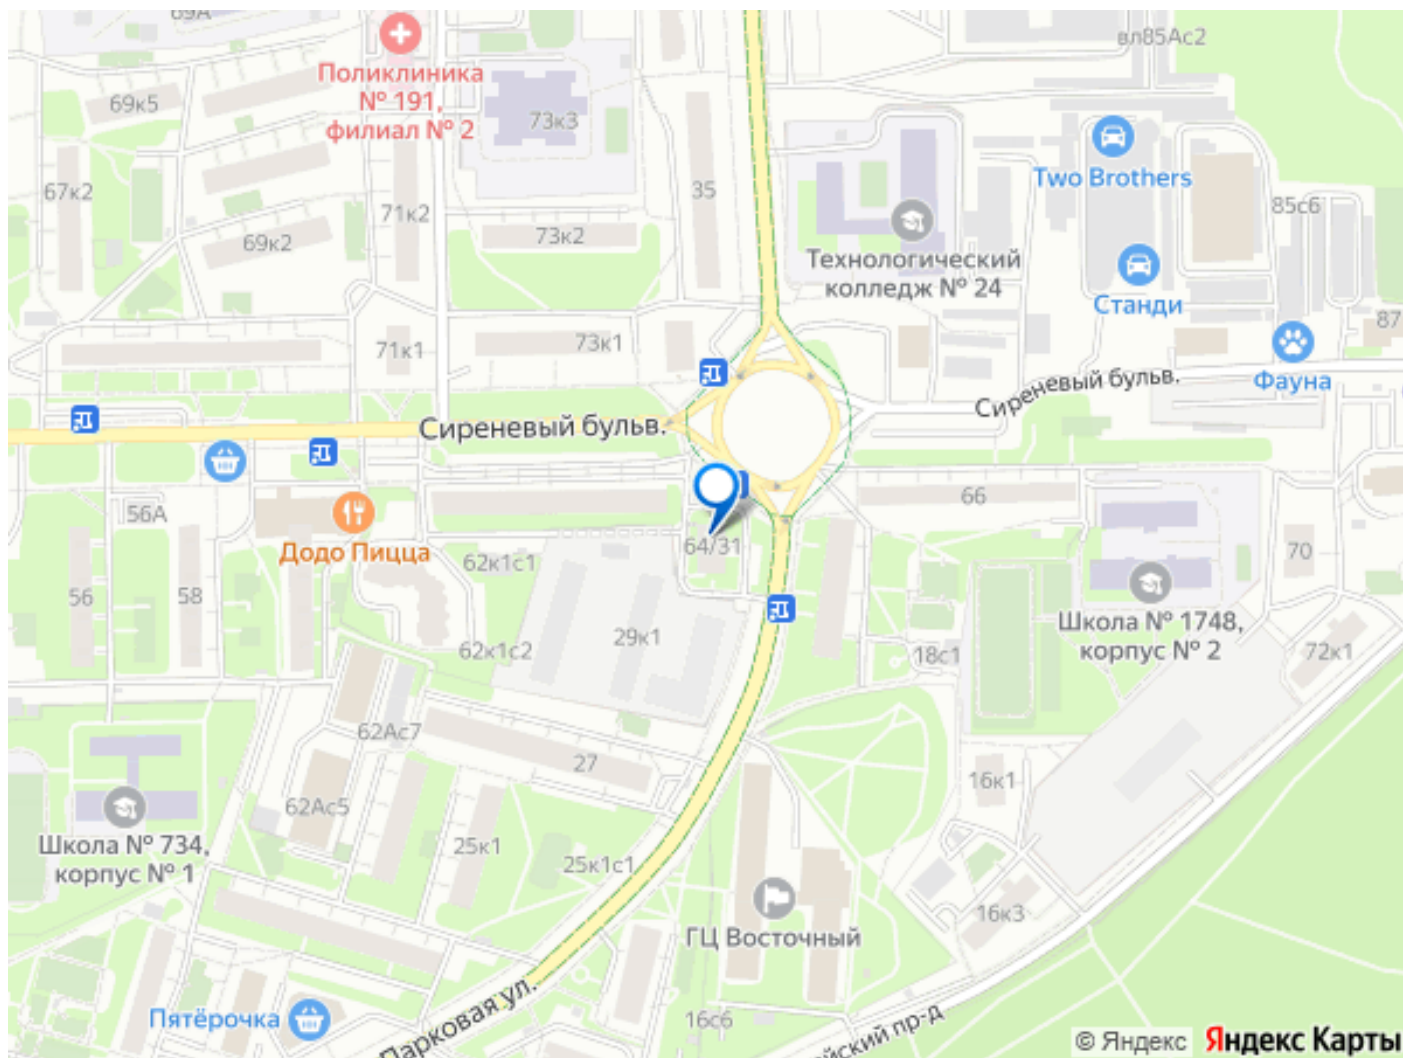 69А
вл85Ас2
Поликлиника
№ 191,
филиал № 2
69к5
73к3
Two Brothers
67к2
35
71к2
85с6
69к2
73к2
Технологический
колледж № 24
Станди
87
71к1
73к1
Фауна
Сиреневый бульв.
Сиреневый бульв.
66
56А
Додо Пицца
64/31
62к1с1
70
56
58
29к1
Школа № 1748,
корпус № 2
62к1с2
18с1
72к1
62Ас7
27
16к1
62Ас5
Школа № 734,
корпус № 1
25к1
25к1с1
16к3
ГЦ Восточный
Пятёрочка
Парковая ул.
16с6
йский пр-д
© Яндекс Яндекс Карты